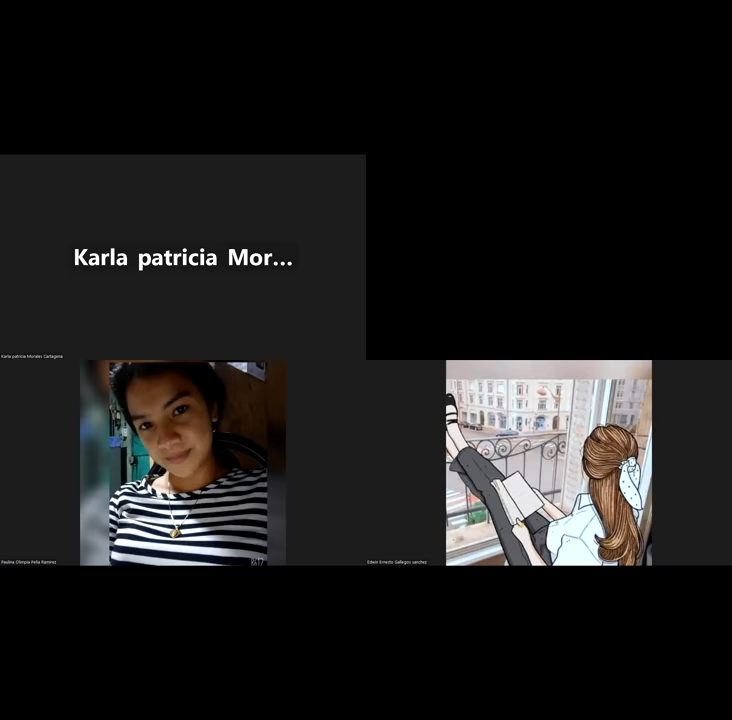 Karla patricia Mor...
Karla patricia Morales Cartagena
Paulina Olimpia Peña Ramirez
Edwin Ernesto Gallegos sanchez